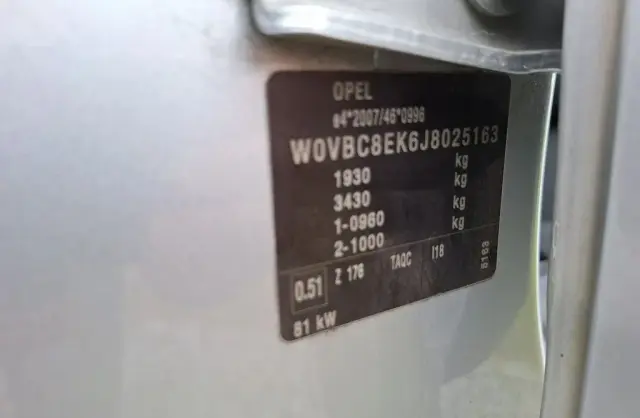 OPEL
e4*2007/46*0996
W0VBC8EK6J8025163
1930 kg
3430 kg
1-0960 kg
2-1000
0.51 Z 176 TAQC I18 5163
81 kW